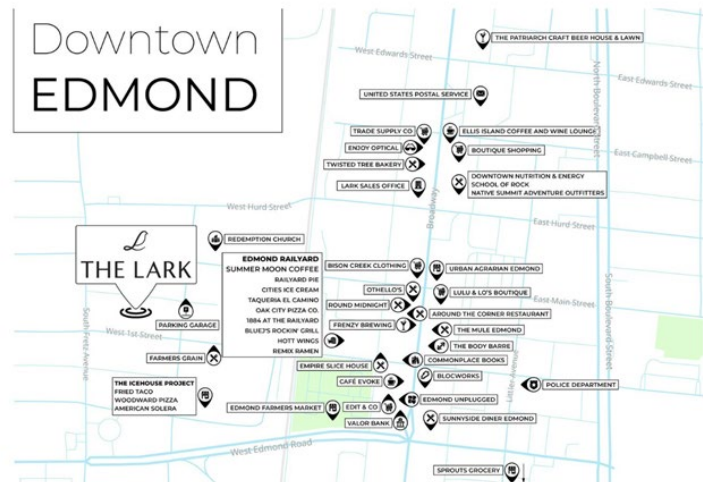 Downtown
EDMOND
West Edwards Street
THE PATRIARCH CRAFT BEER HOUSE & LAWN
North Boulevard Street
East Edwards Street
UNITED STATES POSTAL SERVICE
TRADE SUPPLY CO
ELLIS ISLAND COFFEE AND WINE LOUNGE
ENJOY OPTICAL
BOUTIQUE SHOPPING
East Campbell Street
TWISTED TREE BAKERY
LARK SALES OFFICE
DOWNTOWN NUTRITION & ENERGY
SCHOOL OF ROCK
NATIVE SUMMIT ADVENTURE OUTFITTERS
Broadway
West Hurd Street
East Hurd Street
REDEMPTION CHURCH
THE LARK
EDMOND RAILYARD
SUMMER MOON COFFEE
RAILYARD PIE
CITIES ICE CREAM
TAQUERIA EL CAMINO
OAK CITY PIZZA CO.
1884 AT THE RAILYARD
BLUEJ'S ROCKIN' GRILL
HOTT WINGS
REMIX RAMEN
BISON CREEK CLOTHING
URBAN AGRARIAN EDMOND
OTHELLO'S
LULU & LO'S BOUTIQUE
South Boulevard Street
East Main Street
ROUND MIDNIGHT
AROUND THE CORNER RESTAURANT
PARKING GARAGE
FRENZY BREWING
THE MULE EDMOND
West 1st Street
South Fretz Avenue
THE BODY BARRE
FARMERS GRAIN
COMMONPLACE BOOKS
EMPIRE SLICE HOUSE
Littler Avenue
BLOCWORKS
CAFÉ EVOKE
POLICE DEPARTMENT
THE ICEHOUSE PROJECT
FRIED TACO
WOODWARD PIZZA
AMERICAN SOLERA
EDMOND UNPLUGGED
EDMOND FARMERS MARKET
EDIT & CO
VALOR BANK
SUNNYSIDE DINER EDMOND
West Edmond Road
SPROUTS GROCERY